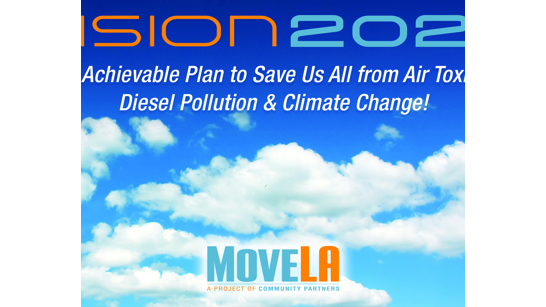 ISION 202
Achievable Plan to Save Us All from Air Tox
Diesel Pollution & Climate Change!
MOVELA
A PROJECT OF COMMUNITY PARTNERS